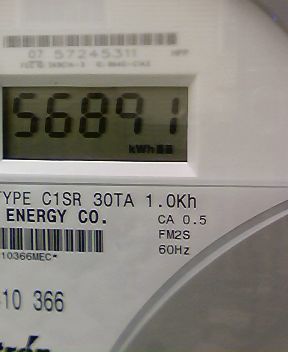 07 57245311 HPP
56891
kWh
TYPE C1SR 30TA 1.0Kh
ENERGY CO. CA 0.5
FM2S
10366MEC* 60Hz
10 366